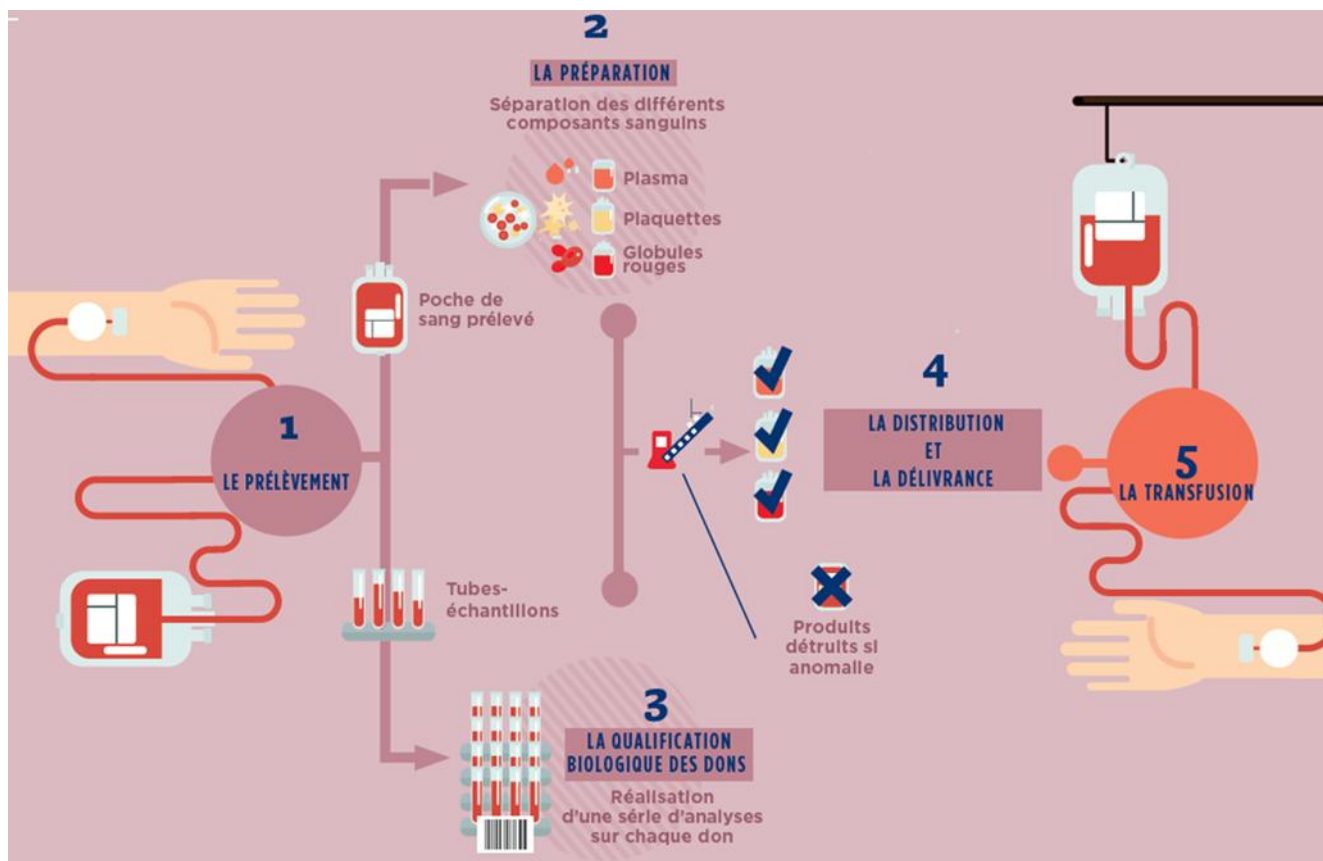 1
LE PRÉLÈVEMENT
Poche de
sang prélevé
Tubes-
échantillons
2
LA PRÉPARATION
Séparation des différents
composants sanguins
Plasma
Plaquettes
Globules
rouges
3
LA QUALIFICATION
BIOLOGIQUE DES DONS
Réalisation
d'une série d'analyses
sur chaque don
Produits
détruits si
anomalie
4
LA DISTRIBUTION
ET
LA DÉLIVRANCE
5
LA TRANSFUSION